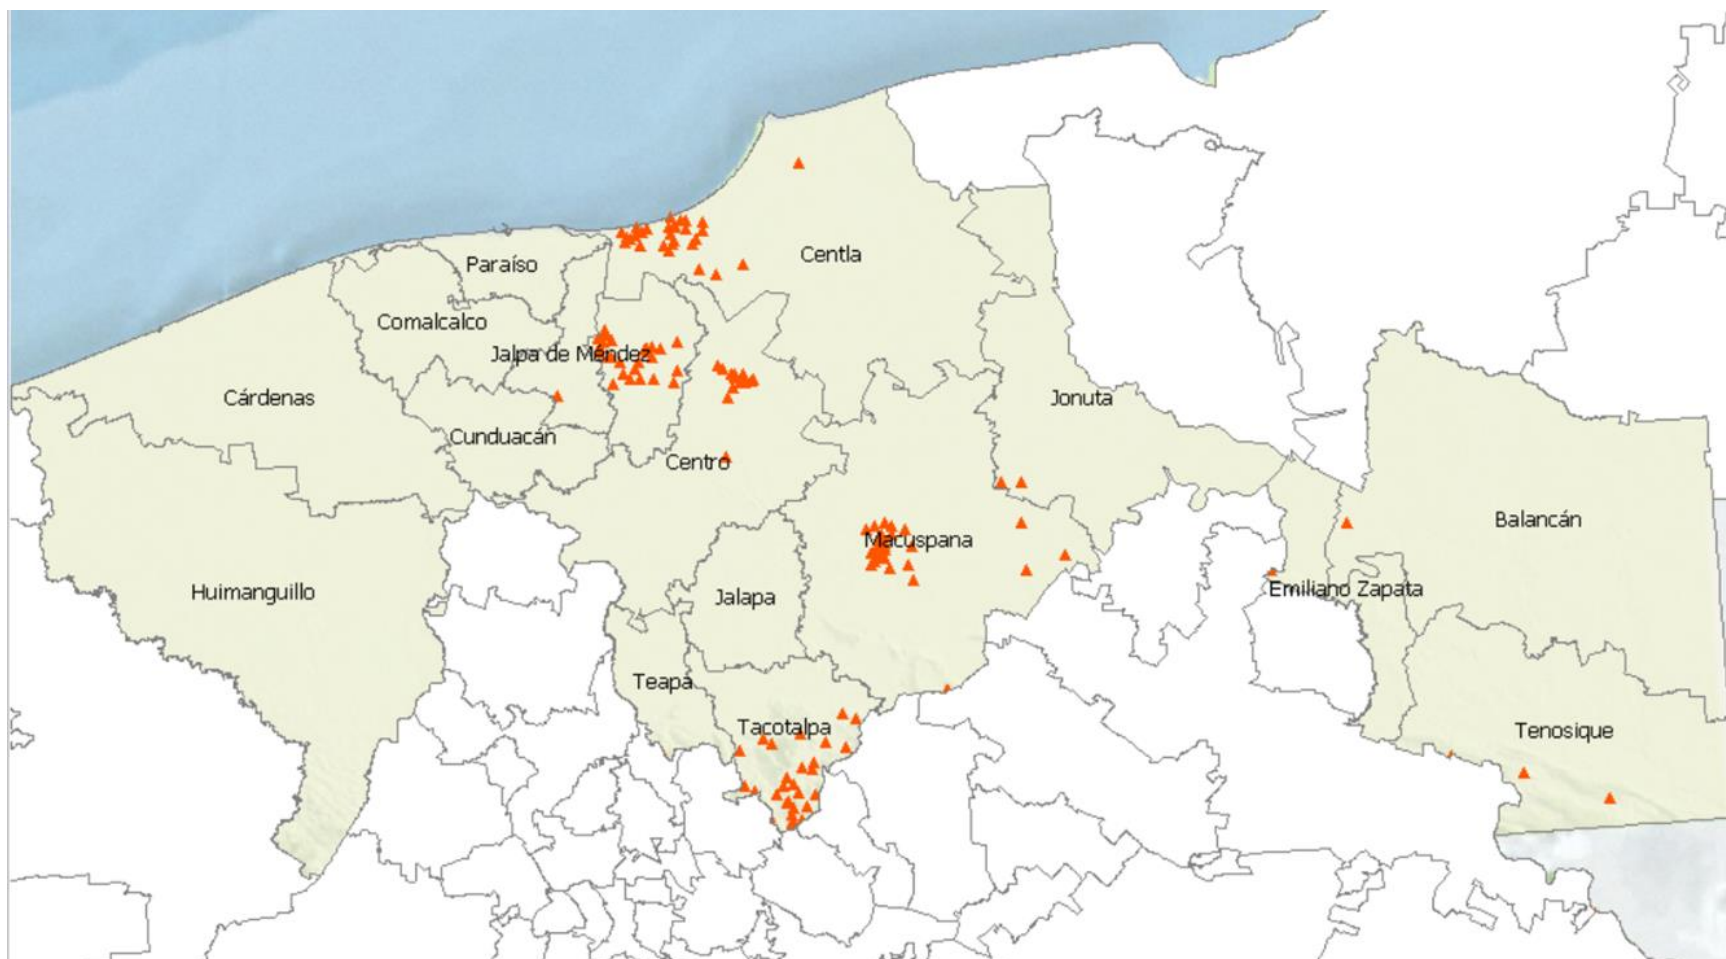 Centla
Paraíso
Comalcalco
Jalpa de Méndez
Cárdenas
Jonuta
Cunduacán
Centro
Balancán
Macuspana
Huimanguillo
Jalapa
Emiliano Zapata
Teapa
Tacotalpa
Tenosique